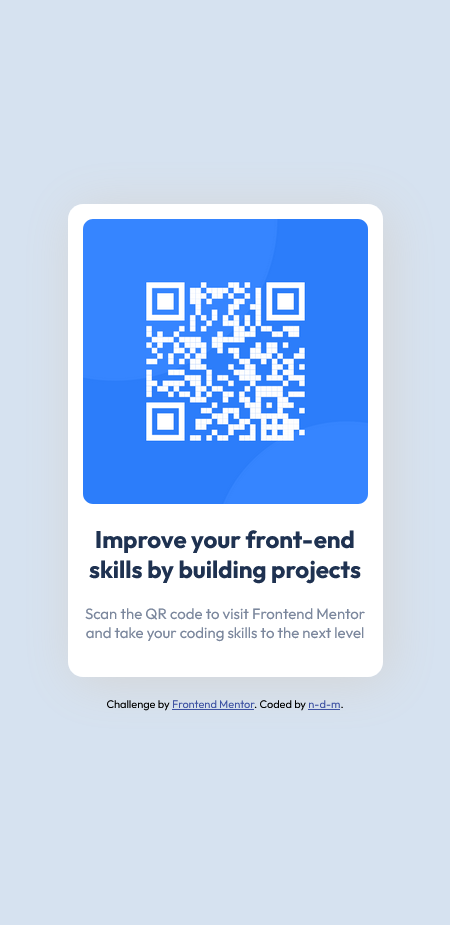 Improve your front-end
skills by building projects
Scan the QR code to visit Frontend Mentor
and take your coding skills to the next level
Challenge by Frontend Mentor. Coded by n-d-m.